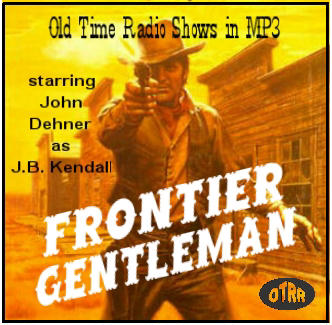 Old Time Radio Shows in MP3
starring
John
Dehner
as
J.B. Kendall
FRONTIER
GENTLEMAN
OTRR